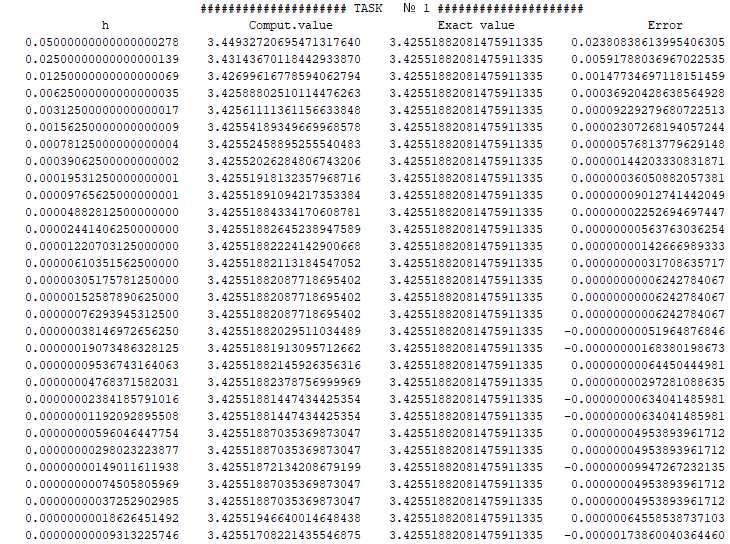 ##################### TASK № 1 #####################
h Comput.value Exact value Error
0.05000000000000000278 3.44932720695471317640 3.42551882081475911335 0.02380838613995406305
0.02500000000000000139 3.43143670118442933870 3.42551882081475911335 0.00591788036967022535
0.01250000000000000069 3.42699616778594062794 3.42551882081475911335 0.00147734697118151459
0.00625000000000000035 3.42588802510114476263 3.42551882081475911335 0.00036920428638564928
0.00312500000000000017 3.42561111361156633848 3.42551882081475911335 0.00009229279680722513
0.00156250000000000009 3.42554189349669968578 3.42551882081475911335 0.00002307268194057244
0.00078125000000000004 3.42552458895255540483 3.42551882081475911335 0.00000576813779629148
0.00039062500000000002 3.42552026284806743206 3.42551882081475911335 0.00000144203330831871
0.00019531250000000001 3.42551918132357968716 3.42551882081475911335 0.00000036050882057381
0.00009765625000000001 3.42551891094217353384 3.42551882081475911335 0.00000009012741442049
0.00004882812500000000 3.42551884334170608781 3.42551882081475911335 0.00000002252694697447
0.00002441406250000000 3.42551882645238947589 3.42551882081475911335 0.00000000563763036254
0.00001220703125000000 3.42551882224142900668 3.42551882081475911335 0.00000000142666989333
0.00000610351562500000 3.42551882113184547052 3.42551882081475911335 0.00000000031708635717
0.00000305175781250000 3.42551882087718695402 3.42551882081475911335 0.00000000006242784067
0.00000152587890625000 3.42551882087718695402 3.42551882081475911335 0.00000000006242784067
0.00000076293945312500 3.42551882087718695402 3.42551882081475911335 0.00000000006242784067
0.00000038146972656250 3.42551882029511034489 3.42551882081475911335 -0.00000000051964876846
0.00000019073486328125 3.42551881913095712662 3.42551882081475911335 -0.00000000168380198673
0.00000009536743164063 3.42551882145926356316 3.42551882081475911335 0.00000000064450444981
0.00000004768371582031 3.42551882378756999969 3.42551882081475911335 0.00000000297281088635
0.00000002384185791016 3.42551881447434425354 3.42551882081475911335 -0.00000000634041485981
0.00000001192092895508 3.42551881447434425354 3.42551882081475911335 -0.00000000634041485981
0.00000000596046447754 3.42551887035369873047 3.42551882081475911335 0.00000004953893961712
0.00000000298023223877 3.42551887035369873047 3.42551882081475911335 0.00000004953893961712
0.00000000149011611938 3.42551872134208679199 3.42551882081475911335 -0.00000009947267232135
0.00000000074505805969 3.42551887035369873047 3.42551882081475911335 0.00000004953893961712
0.00000000037252902985 3.42551887035369873047 3.42551882081475911335 0.00000004953893961712
0.00000000018626451492 3.42551946640014648438 3.42551882081475911335 0.00000064558538737103
0.00000000009313225746 3.42551708221435546875 3.42551882081475911335 -0.00000173860040364460